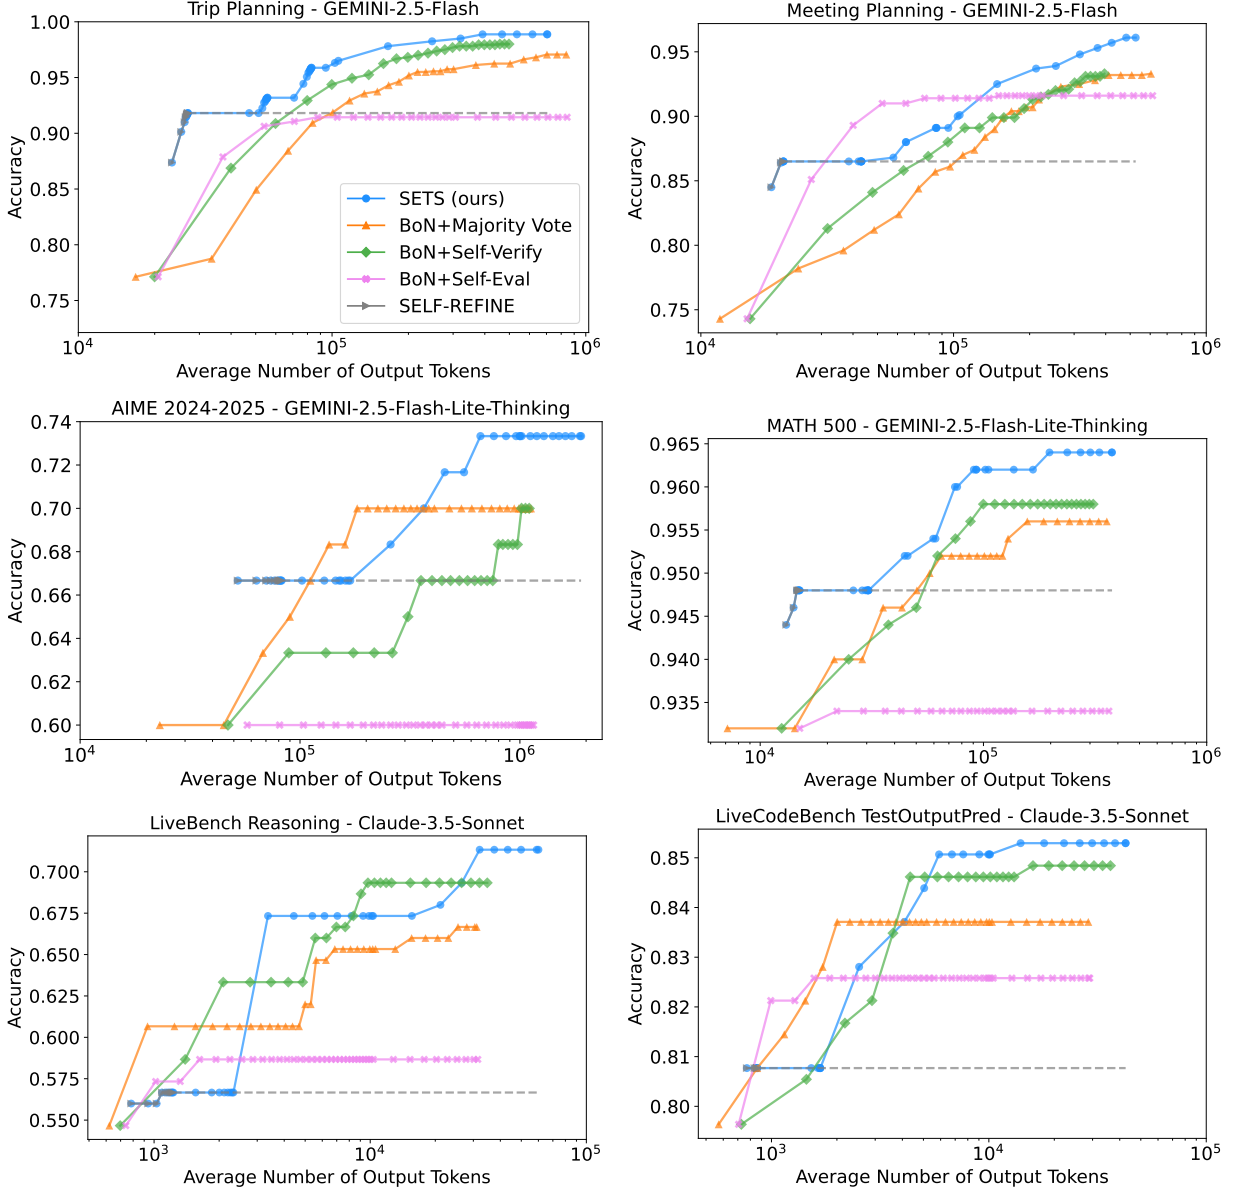 Trip Planning - GEMINI-2.5-Flash
1.00
0.95
0.90
0.85
0.80
0.75
Accuracy
10^4
10^5
10^6
Average Number of Output Tokens
SETS (ours)
BoN+Majority Vote
BoN+Self-Verify
BoN+Self-Eval
SELF-REFINE
Meeting Planning - GEMINI-2.5-Flash
0.95
0.90
0.85
0.80
0.75
Accuracy
10^4
10^5
10^6
Average Number of Output Tokens
AIME 2024-2025 - GEMINI-2.5-Flash-Lite-Thinking
0.74
0.72
0.70
0.68
0.66
0.64
0.62
0.60
Accuracy
10^4
10^5
10^6
Average Number of Output Tokens
MATH 500 - GEMINI-2.5-Flash-Lite-Thinking
0.965
0.960
0.955
0.950
0.945
0.940
0.935
Accuracy
10^4
10^5
10^6
Average Number of Output Tokens
LiveBench Reasoning - Claude-3.5-Sonnet
0.700
0.675
0.650
0.625
0.600
0.575
0.550
Accuracy
10^3
10^4
10^5
Average Number of Output Tokens
LiveCodeBench TestOutputPred - Claude-3.5-Sonnet
0.85
0.84
0.83
0.82
0.81
0.80
Accuracy
10^3
10^4
10^5
Average Number of Output Tokens